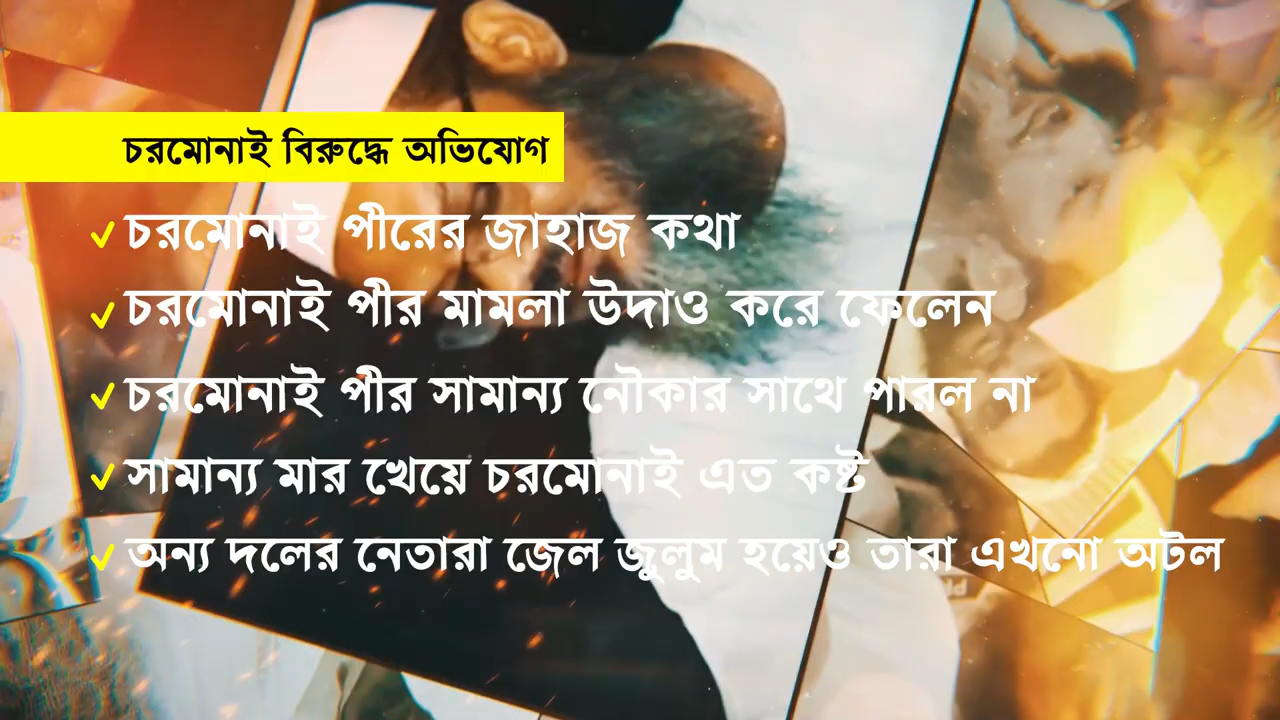 চরমোনাই বিরুদ্ধে অভিযোগ
চরমোনাই পীরের জাহাজ কথা
চরমোনাই পীর মামলা উদাও করে ফেলেন
চরমোনাই পীর সামান্য নৌকার সাথে পারল না
সামান্য মার খেয়ে চরমোনাই এত কষ্ট
অন্য দলের নেতারা জেল জুলুম হয়েও তারা এখনো অটল